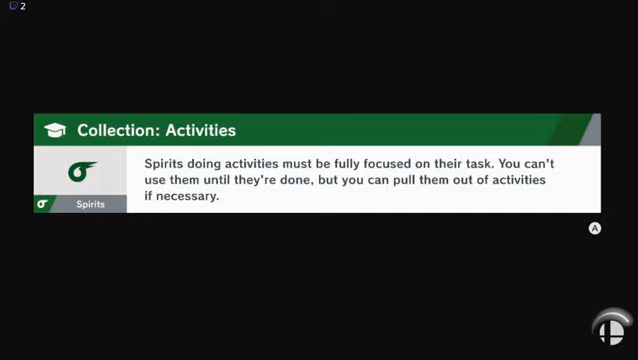 2
Collection: Activities
Spirits doing activities must be fully focused on their task. You can't
use them until they're done, but you can pull them out of activities
if necessary.
Spirits
A